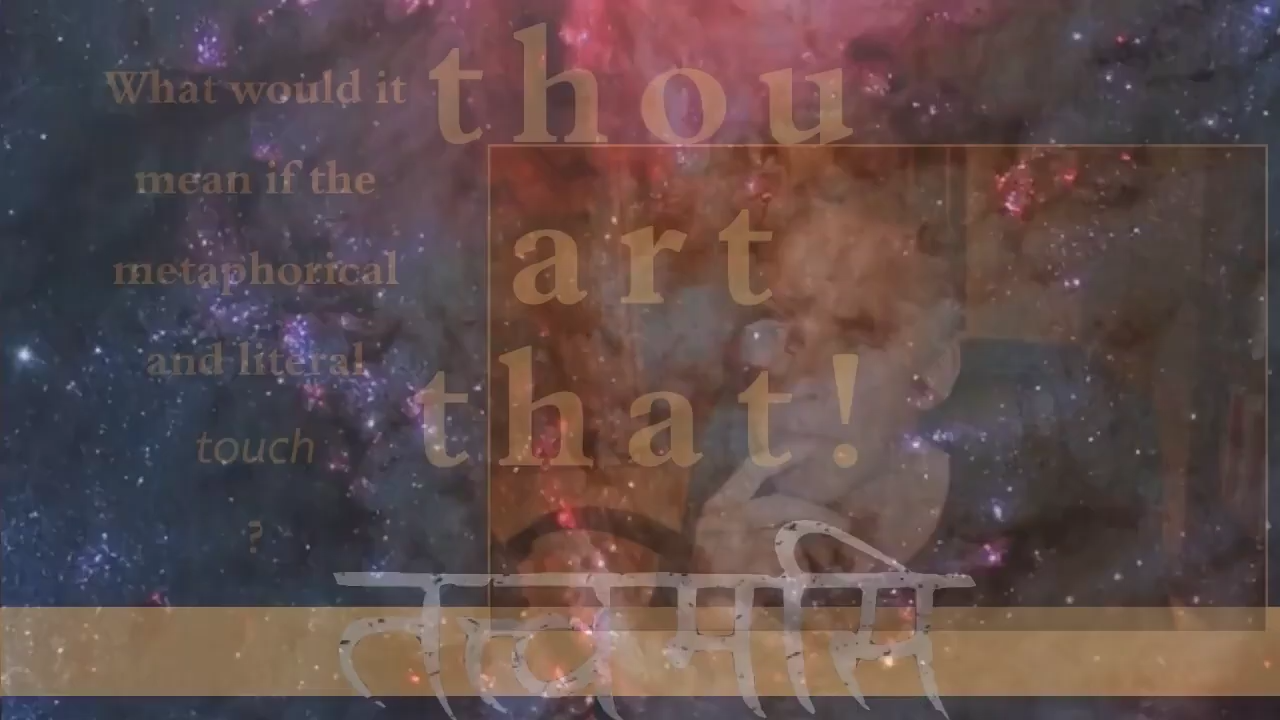 What would it
mean if the
metaphorical
and literal
touch
?
thou
art
that!
तत्वमसि